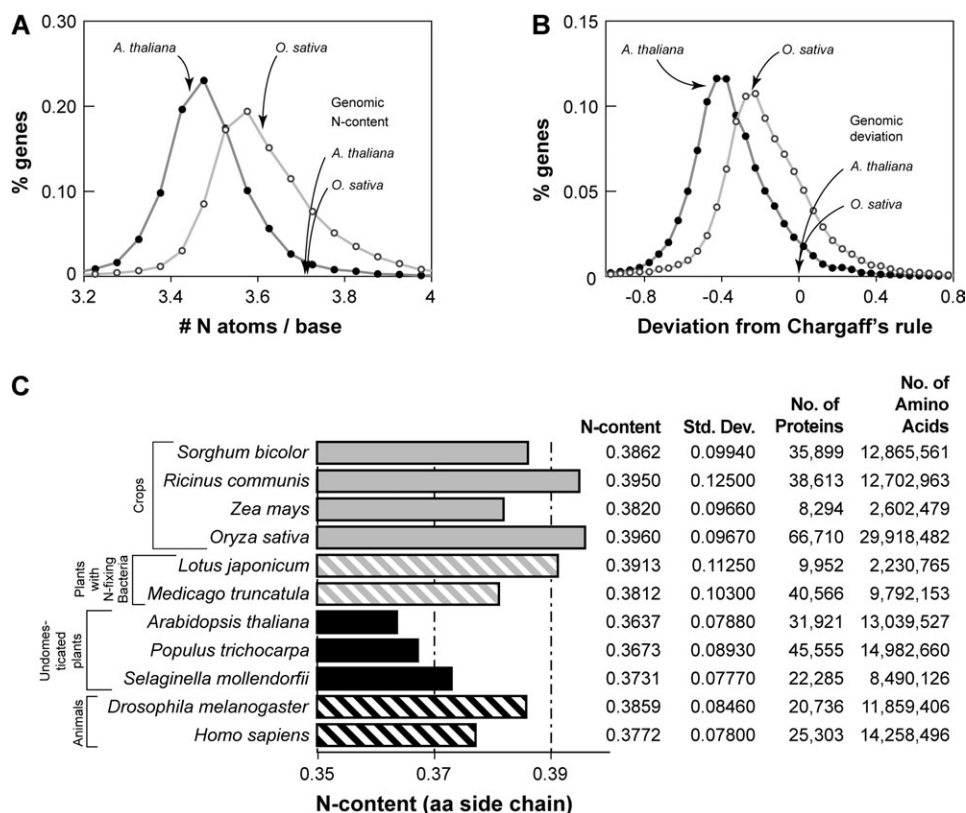 A
0.30
0.20
0.10
0
% genes
A. thaliana
O. sativa
Genomic
N-content
A. thaliana
O. sativa
3.2
3.4
3.6
3.8
4
# N atoms / base
B
0.15
0.10
0.05
0
% genes
A. thaliana
O. sativa
Genomic
deviation
A. thaliana
O. sativa
-0.8
-0.4
0
0.4
0.8
Deviation from Chargaff's rule
C
N-content Std. Dev. No. of Proteins No. of Amino Acids
Crops
Sorghum bicolor 0.3862 0.09940 35,899 12,865,561
Ricinus communis 0.3950 0.12500 38,613 12,702,963
Zea mays 0.3820 0.09660 8,294 2,602,479
Oryza sativa 0.3960 0.09670 66,710 29,918,482
Plants
with
N-fixing
Bacteria
Lotus japonicum 0.3913 0.11250 9,952 2,230,765
Medicago truncatula 0.3812 0.10300 40,566 9,792,153
Undomes-
ticated
plants
Arabidopsis thaliana 0.3637 0.07880 31,921 13,039,527
Populus trichocarpa 0.3673 0.08930 45,555 14,982,660
Selaginella mollendorfii 0.3731 0.07770 22,285 8,490,126
Animals
Drosophila melanogaster 0.3859 0.08460 20,736 11,859,406
Homo sapiens 0.3772 0.07800 25,303 14,258,496
0.35
0.37
0.39
N-content (aa side chain)